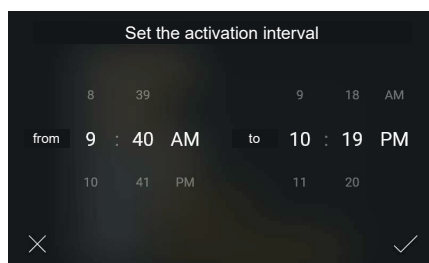 Set the activation interval
8 39 9 18 AM
from 9 : 40 AM to 10 : 19 PM
10 41 PM 11 20